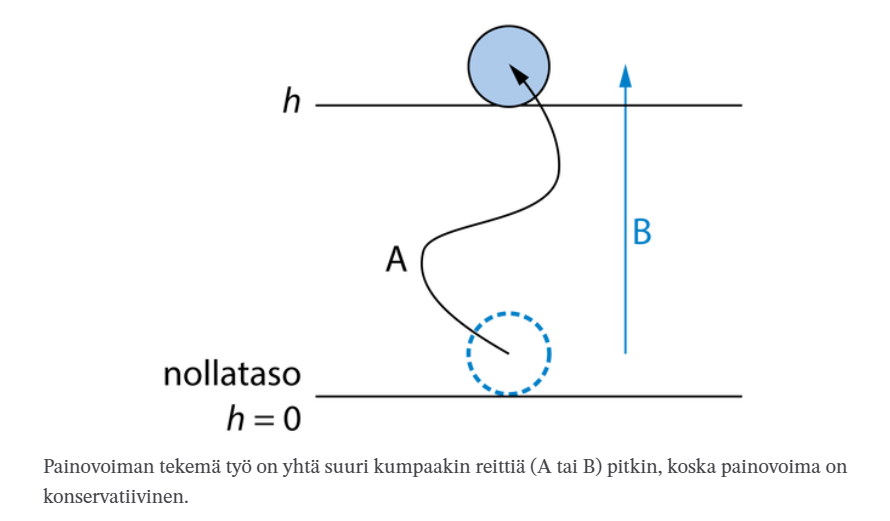 h
B
A
nollataso
h = 0
Painovoiman tekemä työ on yhtä suuri kumpaakin reittiä (A tai B) pitkin, koska painovoima on
konservatiivinen.